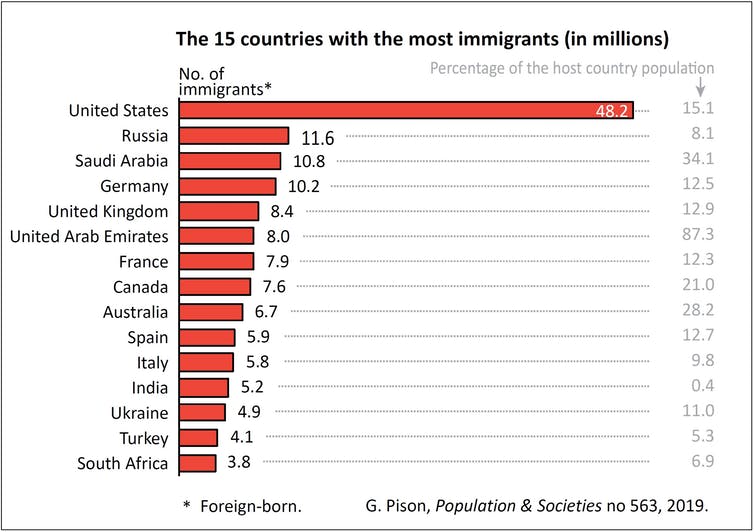 The 15 countries with the most immigrants (in millions)
No. of
immigrants*
Percentage of the host country population
United States 48.2 15.1
Russia 11.6 8.1
Saudi Arabia 10.8 34.1
Germany 10.2 12.5
United Kingdom 8.4 12.9
United Arab Emirates 8.0 87.3
France 7.9 12.3
Canada 7.6 21.0
Australia 6.7 28.2
Spain 5.9 12.7
Italy 5.8 9.8
India 5.2 0.4
Ukraine 4.9 11.0
Turkey 4.1 5.3
South Africa 3.8 6.9
* Foreign-born. G. Pison, Population & Societies no 563, 2019.